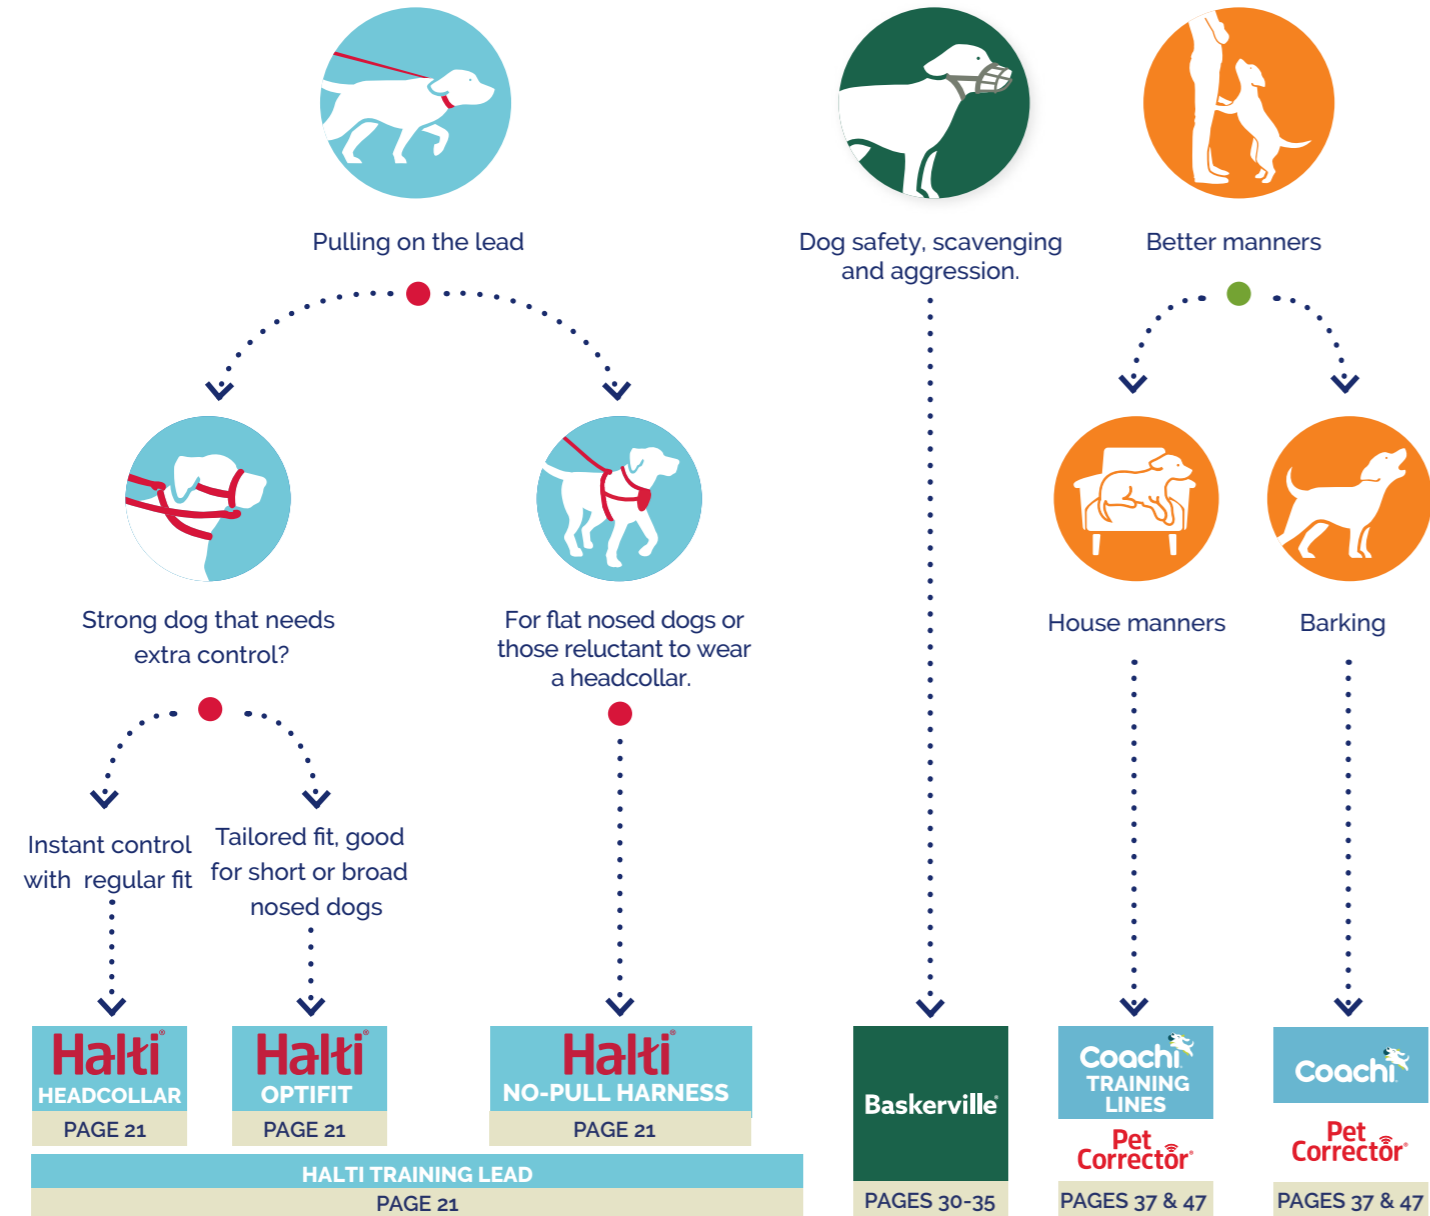 Pulling on the lead
Dog safety, scavenging
and aggression.
Better manners
Strong dog that needs
extra control?
For flat nosed dogs or
those reluctant to wear
a headcollar.
House manners
Barking
Instant control
with regular fit
Tailored fit, good
for short or broad
nosed dogs
Halti®
HEADCOLLAR
PAGE 21
Halti®
OPTIFIT
PAGE 21
Halti®
NO-PULL HARNESS
PAGE 21
HALTI TRAINING LEAD
PAGE 21
Baskerville®
PAGES 30-35
Coachi
TRAINING
LINES
Pet
Corrector®
PAGES 37 & 47
Coachi
Pet
Corrector®
PAGES 37 & 47